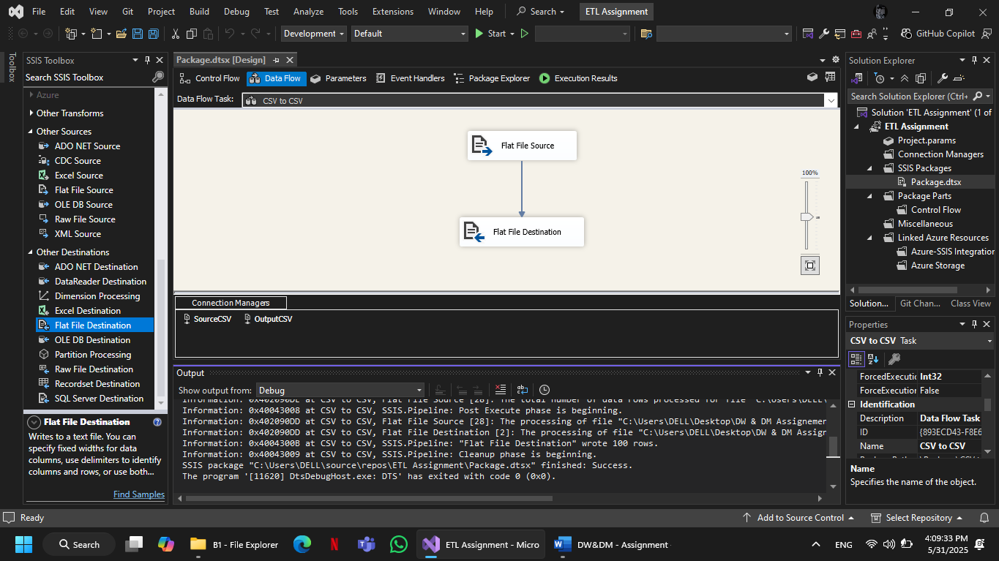 File Edit View Git Project Build Debug Test Analyze Tools Extensions Window Help Search ETL Assignment
Development Default Start GitHub Copilot
Toolbox
SSIS Toolbox
Search SSIS Toolbox
Azure
Other Transforms
Other Sources
ADO NET Source
CDC Source
Excel Source
Flat File Source
OLE DB Source
Raw File Source
XML Source
Other Destinations
ADO NET Destination
DataReader Destination
Dimension Processing
Excel Destination
Flat File Destination
OLE DB Destination
Partition Processing
Raw File Destination
Recordset Destination
SQL Server Destination
Flat File Destination
Writes to a text file. You can
specify fixed widths for data
columns, use delimiters to identify
columns and rows, or use both...
Find Samples
Package.dtsx [Design]
Control Flow Data Flow Parameters Event Handlers Package Explorer Execution Results
Data Flow Task: CSV to CSV
Flat File Source
Flat File Destination
100%
Connection Managers
SourceCSV OutputCSV
Output
Show output from: Debug
Information: 0x402090DE at CSV to CSV, Flat File Source [28]: The total number of data rows processed for file "C:\Users\DELL\
Information: 0x40043008 at CSV to CSV, SSIS.Pipeline: Post Execute phase is beginning.
Information: 0x402090DD at CSV to CSV, Flat File Source [28]: The processing of file "C:\Users\DELL\Desktop\DW & DM Assignemen
Information: 0x402090DD at CSV to CSV, Flat File Destination [2]: The processing of file "C:\Users\DELL\Desktop\DW & DM Assign
Information: 0x4004300B at CSV to CSV, SSIS.Pipeline: "Flat File Destination" wrote 100 rows.
Information: 0x40043009 at CSV to CSV, SSIS.Pipeline: Cleanup phase is beginning.
SSIS package "C:\Users\DELL\source\repos\ETL Assignment\Package.dtsx" finished: Success.
The program '[11620] DtsDebugHost.exe: DTS' has exited with code 0 (0x0).
Solution Explorer
Search Solution Explorer (Ctrl+
Solution 'ETL Assignment' (1 of
ETL Assignment
Project.params
Connection Managers
SSIS Packages
Package.dtsx
Package Parts
Control Flow
Miscellaneous
Linked Azure Resources
Azure-SSIS Integration
Azure Storage
Solution... Git Chan... Class View
Properties
CSV to CSV Task
ForcedExecutio Int32
ForceExecution False
Identification
Description Data Flow Task
ID {893ECD43-F8E6
Name CSV to CSV
Name
Specifies the name of the object.
Ready Add to Source Control Select Repository
Search B1 - File Explorer ETL Assignment - Micro DW&DM - Assignment ENG 4:09:33 PM
5/31/2025